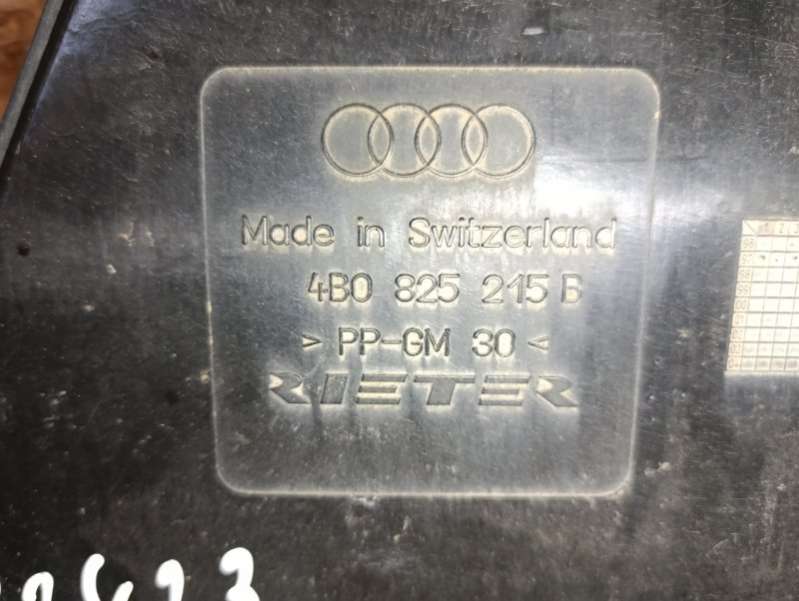 Made in Switzerland
4B0 825 215 B
> PP-GM 30 <
RIETER